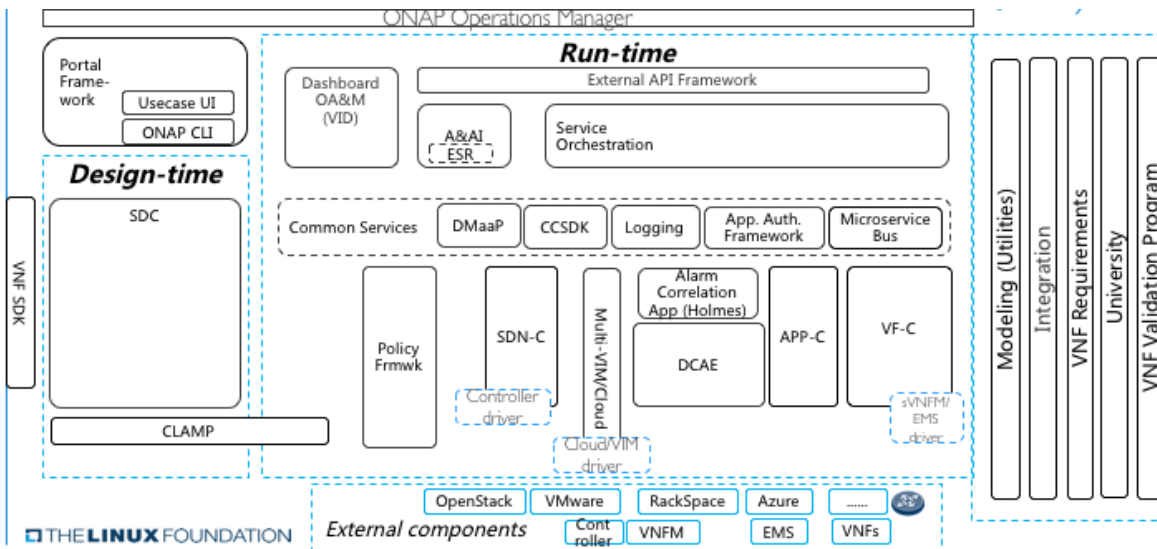 ONAP Operations Manager
Portal
Frame-
work
Usecase UI
ONAP CLI
Design-time
SDC
VNF SDK
CLAMP
Run-time
Dashboard
OA&M
(VID)
External API Framework
A&AI
ESR
Service
Orchestration
Common Services
DMaaP
CCSDK
Logging
App. Auth.
Framework
Microservice
Bus
Policy
Frmwk
SDN-C
Controller
driver
Multi-VIM/Cloud
Cloud/VIM
driver
Alarm
Correlation
App (Holmes)
DCAE
APP-C
VF-C
sVNFM/
EMS
driver
Modeling (Utilities)
Integration
VNF Requirements
University
VNF Validation Program
External components
OpenStack
VMware
RackSpace
Azure
......
Cont
roller
VNFM
EMS
VNFs
THE LINUX FOUNDATION